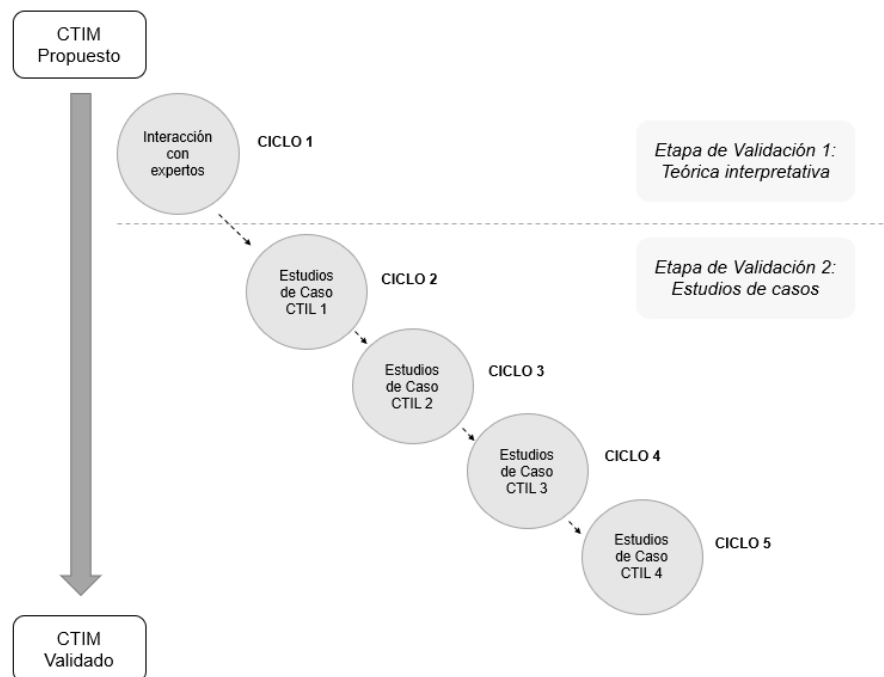 CTIM
Propuesto
Interacción
con
expertos
CICLO 1
Etapa de Validación 1:
Teórica interpretativa
Estudios
de Caso
CTIL 1
CICLO 2
Etapa de Validación 2:
Estudios de casos
Estudios
de Caso
CTIL 2
CICLO 3
Estudios
de Caso
CTIL 3
CICLO 4
Estudios
de Caso
CTIL 4
CICLO 5
CTIM
Validado